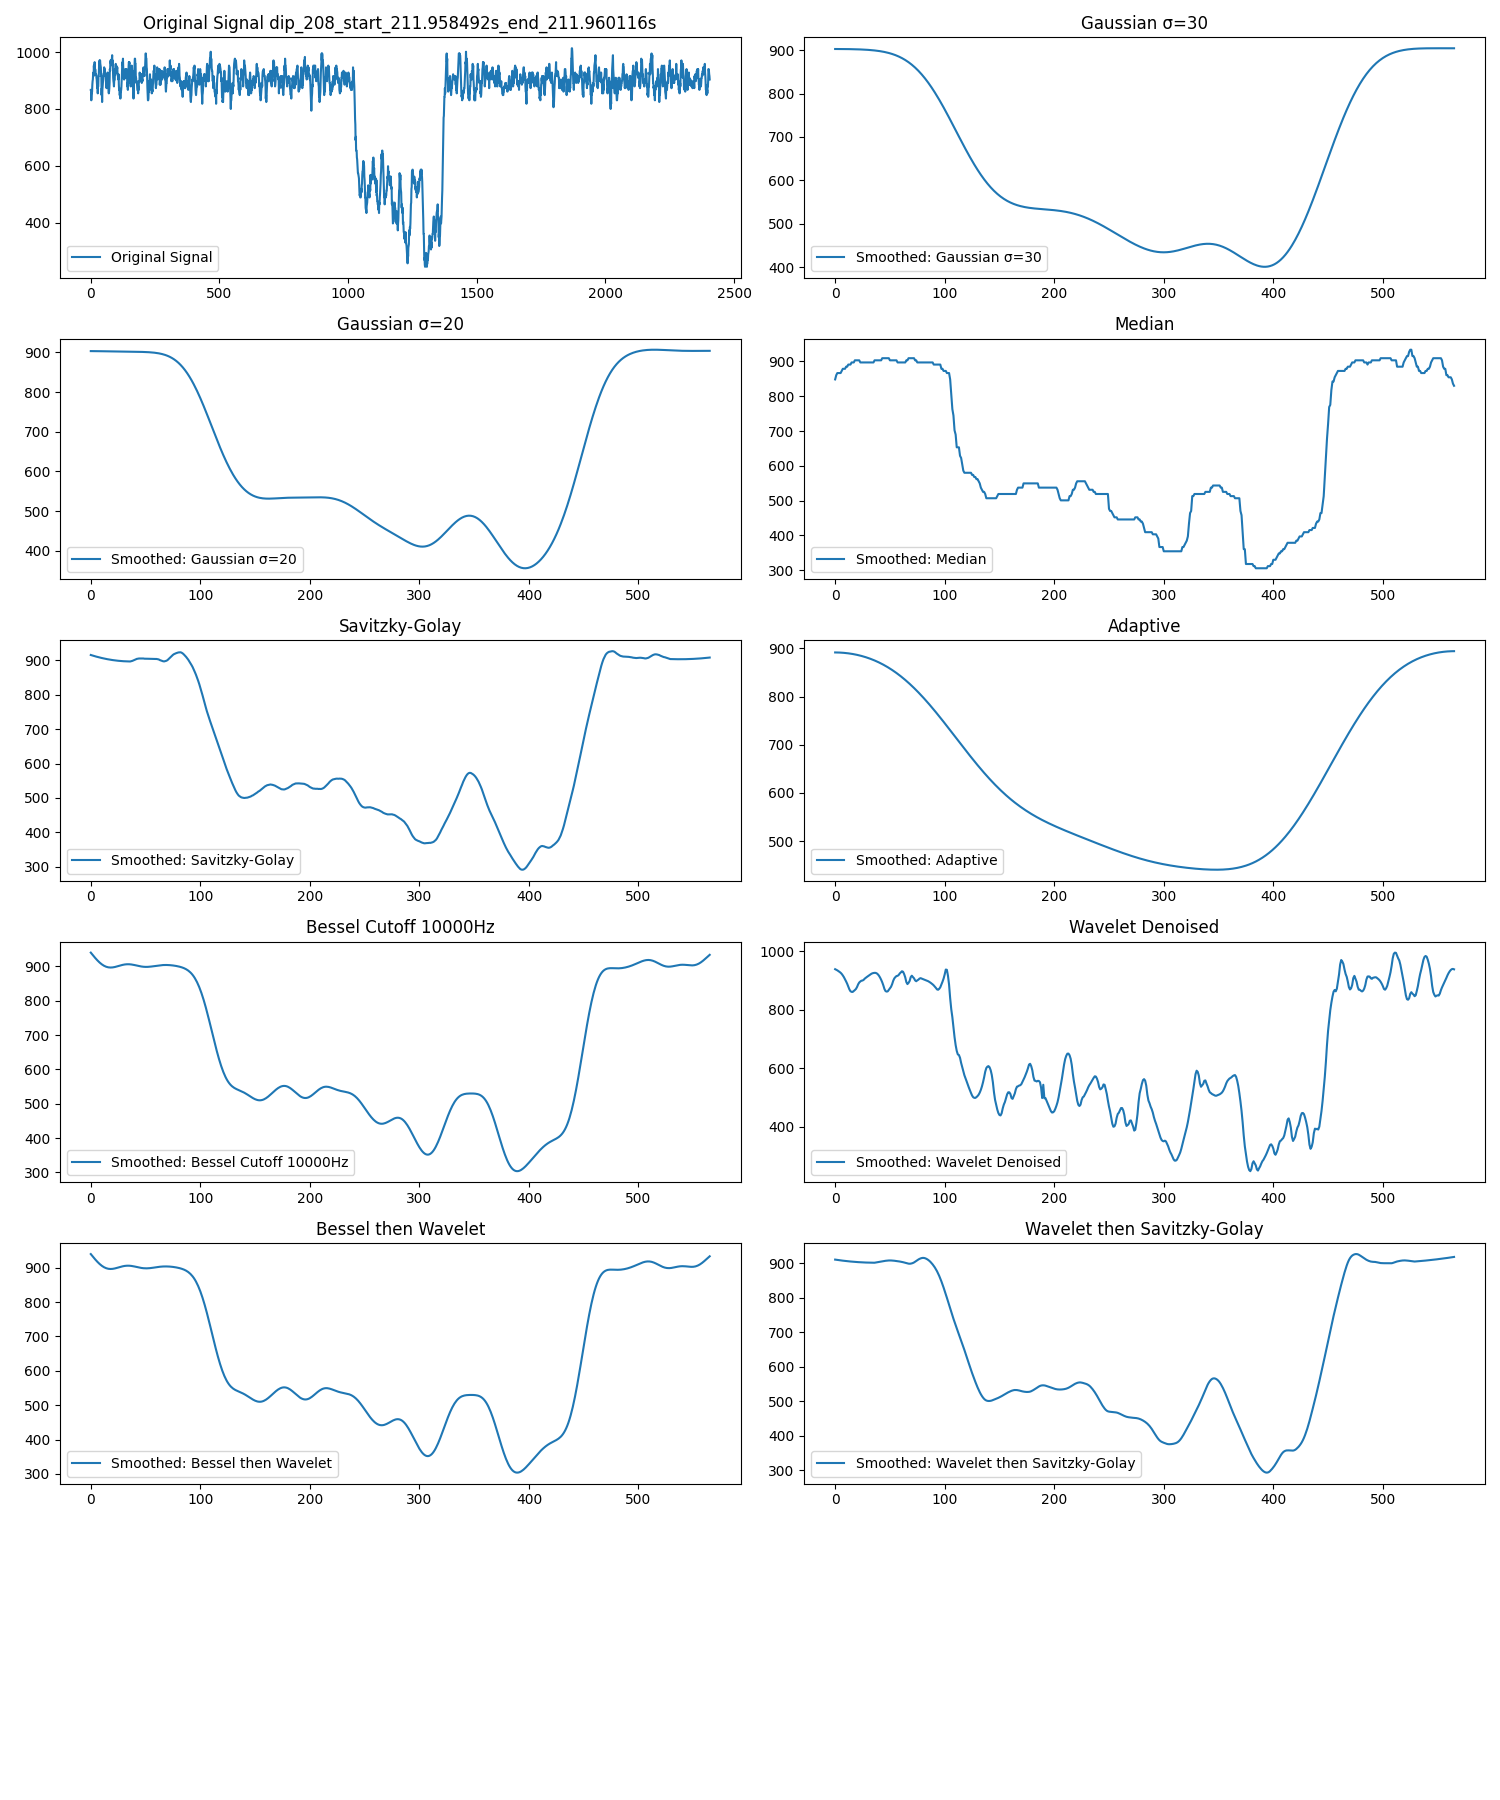 Original Signal dip_208_start_211.958492s_end_211.960116s
1000
800
600
400
Original Signal
0 500 1000 1500 2000 2500
Gaussian σ=30
900
800
700
600
500
400
Smoothed: Gaussian σ=30
0 100 200 300 400 500
Gaussian σ=20
900
800
700
600
500
400
Smoothed: Gaussian σ=20
0 100 200 300 400 500
Median
900
800
700
600
500
400
300
Smoothed: Median
0 100 200 300 400 500
Savitzky-Golay
900
800
700
600
500
400
300
Smoothed: Savitzky-Golay
0 100 200 300 400 500
Adaptive
900
800
700
600
500
Smoothed: Adaptive
0 100 200 300 400 500
Bessel Cutoff 10000Hz
900
800
700
600
500
400
300
Smoothed: Bessel Cutoff 10000Hz
0 100 200 300 400 500
Wavelet Denoised
1000
800
600
400
Smoothed: Wavelet Denoised
0 100 200 300 400 500
Bessel then Wavelet
900
800
700
600
500
400
300
Smoothed: Bessel then Wavelet
0 100 200 300 400 500
Wavelet then Savitzky-Golay
900
800
700
600
500
400
300
Smoothed: Wavelet then Savitzky-Golay
0 100 200 300 400 500